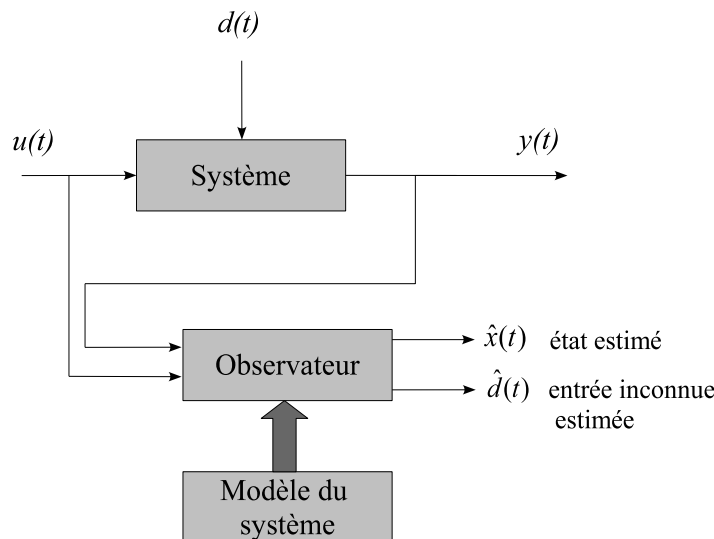 d(t)
u(t)
y(t)
Système
x̂(t) état estimé
Observateur
d̂(t) entrée inconnue
estimée
Modèle du
système